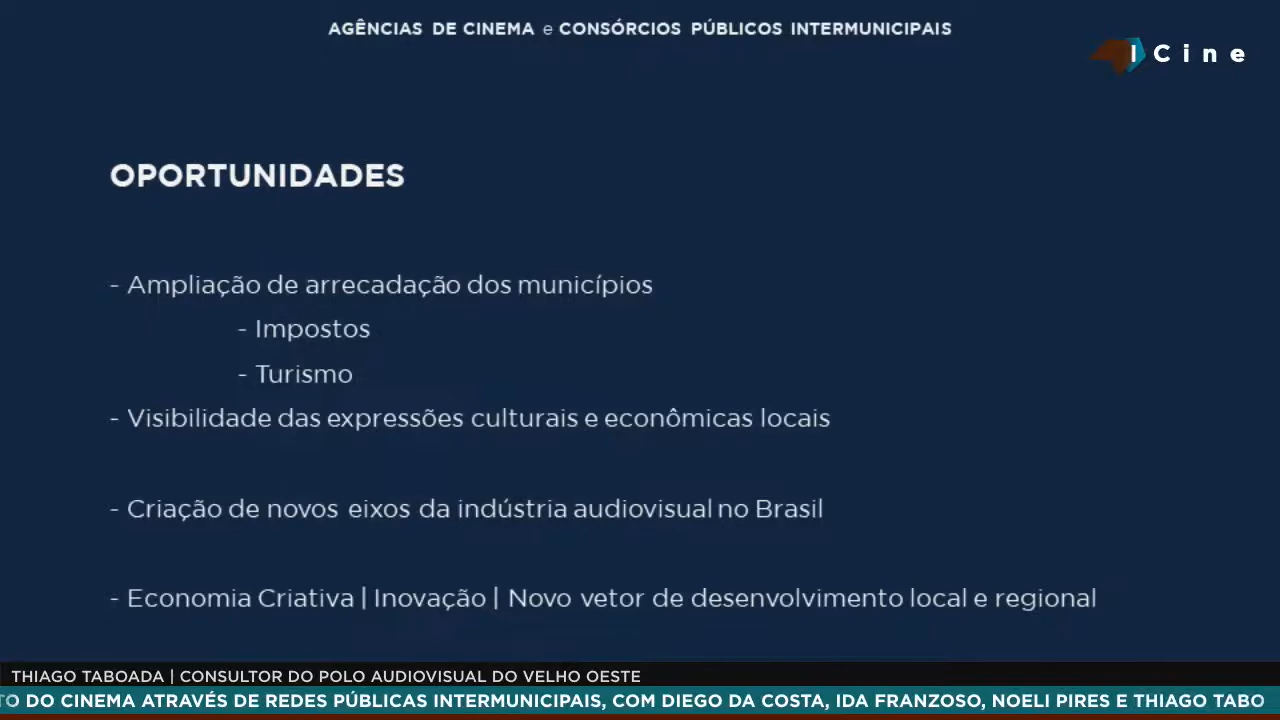 AGÊNCIAS DE CINEMA e CONSÓRCIOS PÚBLICOS INTERMUNICIPAIS
I Cine
OPORTUNIDADES
- Ampliação de arrecadação dos municípios
- Impostos
- Turismo
- Visibilidade das expressões culturais e econômicas locais
- Criação de novos eixos da indústria audiovisual no Brasil
- Economia Criativa | Inovação | Novo vetor de desenvolvimento local e regional
THIAGO TABOADA | CONSULTOR DO POLO AUDIOVISUAL DO VELHO OESTE
TO DO CINEMA ATRAVÉS DE REDES PÚBLICAS INTERMUNICIPAIS, COM DIEGO DA COSTA, IDA FRANZOSO, NOELI PIRES E THIAGO TABO